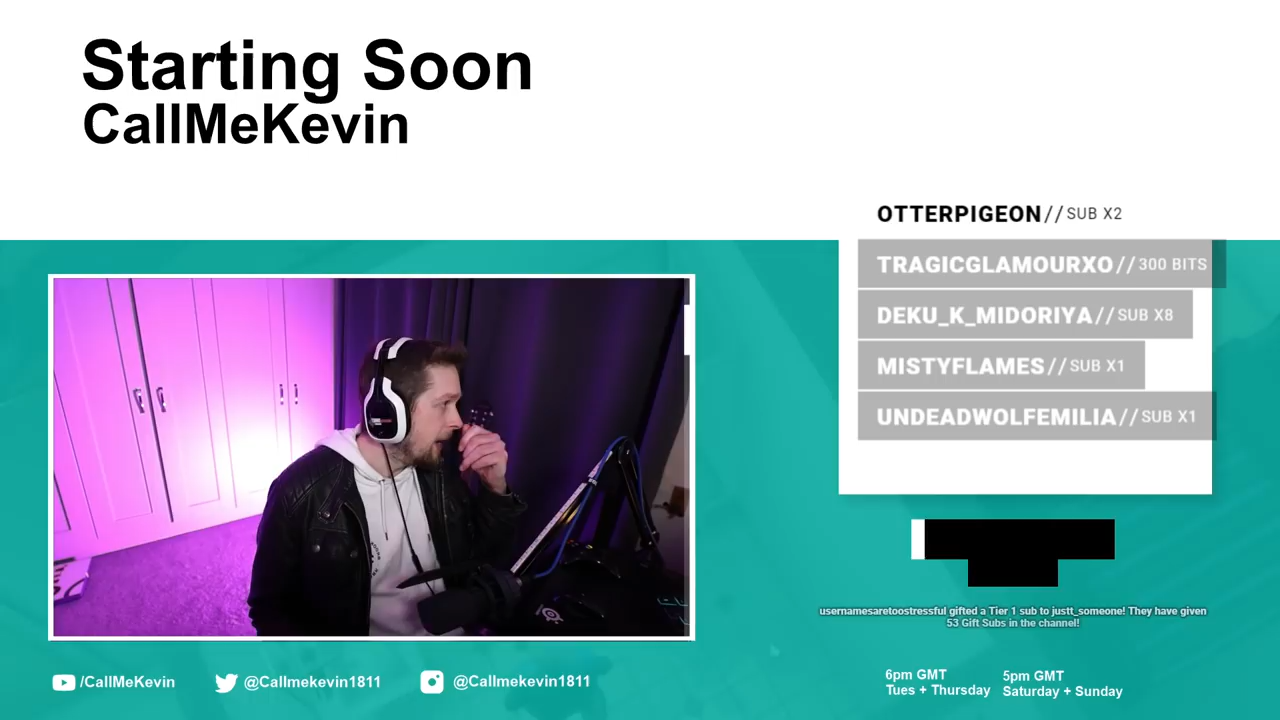 Starting Soon
CallMeKevin
OTTERPIGEON// SUB X2
TRAGICGLAMOURXO// 300 BITS
DEKU_K_MIDORIYA// SUB X8
MISTYFLAMES// SUB X1
UNDEADWOLFEMILIA// SUB X1
usernamesaretoostressful gifted a Tier 1 sub to justt_someone! They have given
53 Gift Subs in the channel!
/CallMeKevin
@Callmekevin1811
@Callmekevin1811
6pm GMT
Tues + Thursday
5pm GMT
Saturday + Sunday